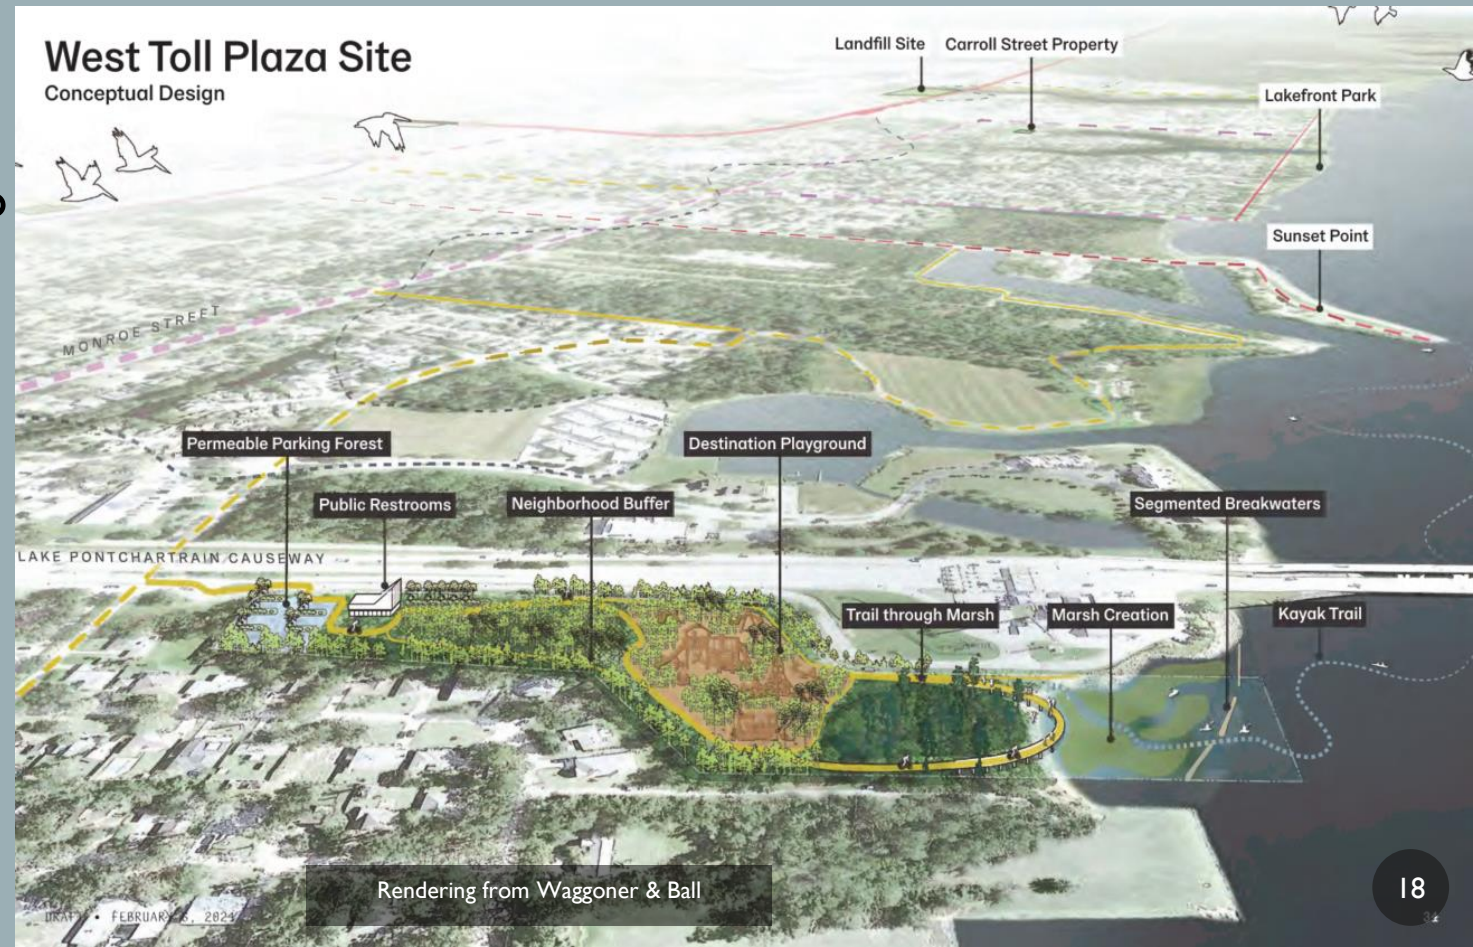 West Toll Plaza Site
Conceptual Design
Landfill Site
Carroll Street Property
Lakefront Park
Sunset Point
MONROE STREET
Permeable Parking Forest
Destination Playground
Public Restrooms
Neighborhood Buffer
Segmented Breakwaters
LAKE PONTCHARTRAIN CAUSEWAY
Trail through Marsh
Marsh Creation
Kayak Trail
Rendering from Waggoner & Ball
18
DRAFT • FEBRUARY